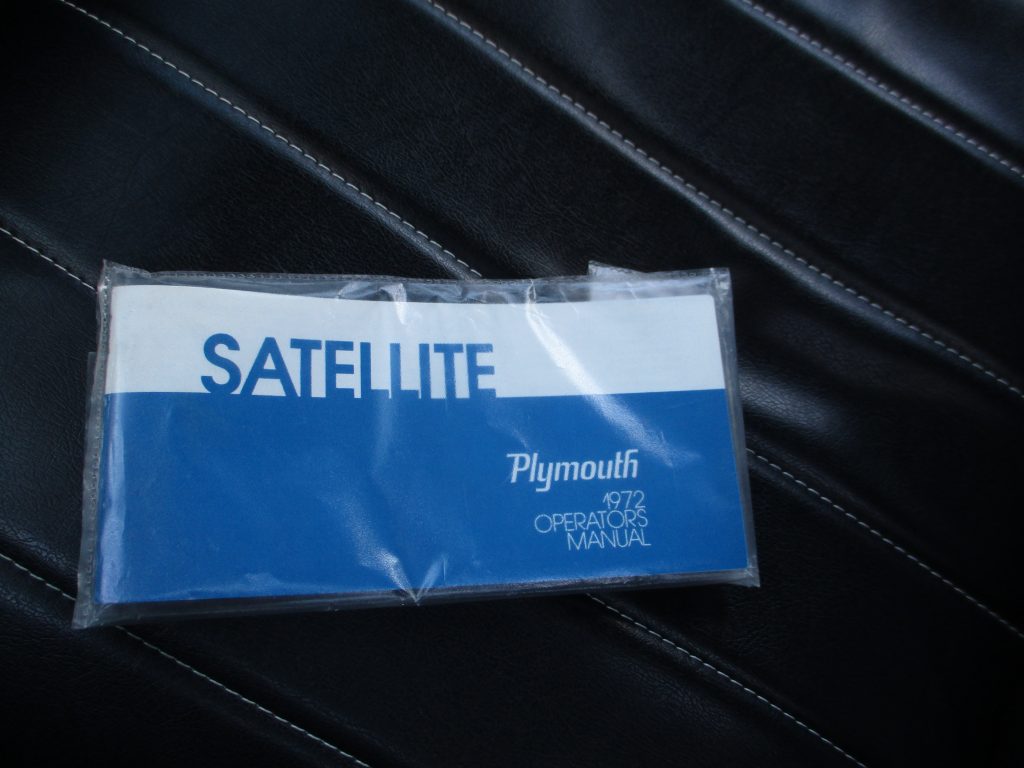 SATELLITE
Plymouth
1972
OPERATORS
MANUAL